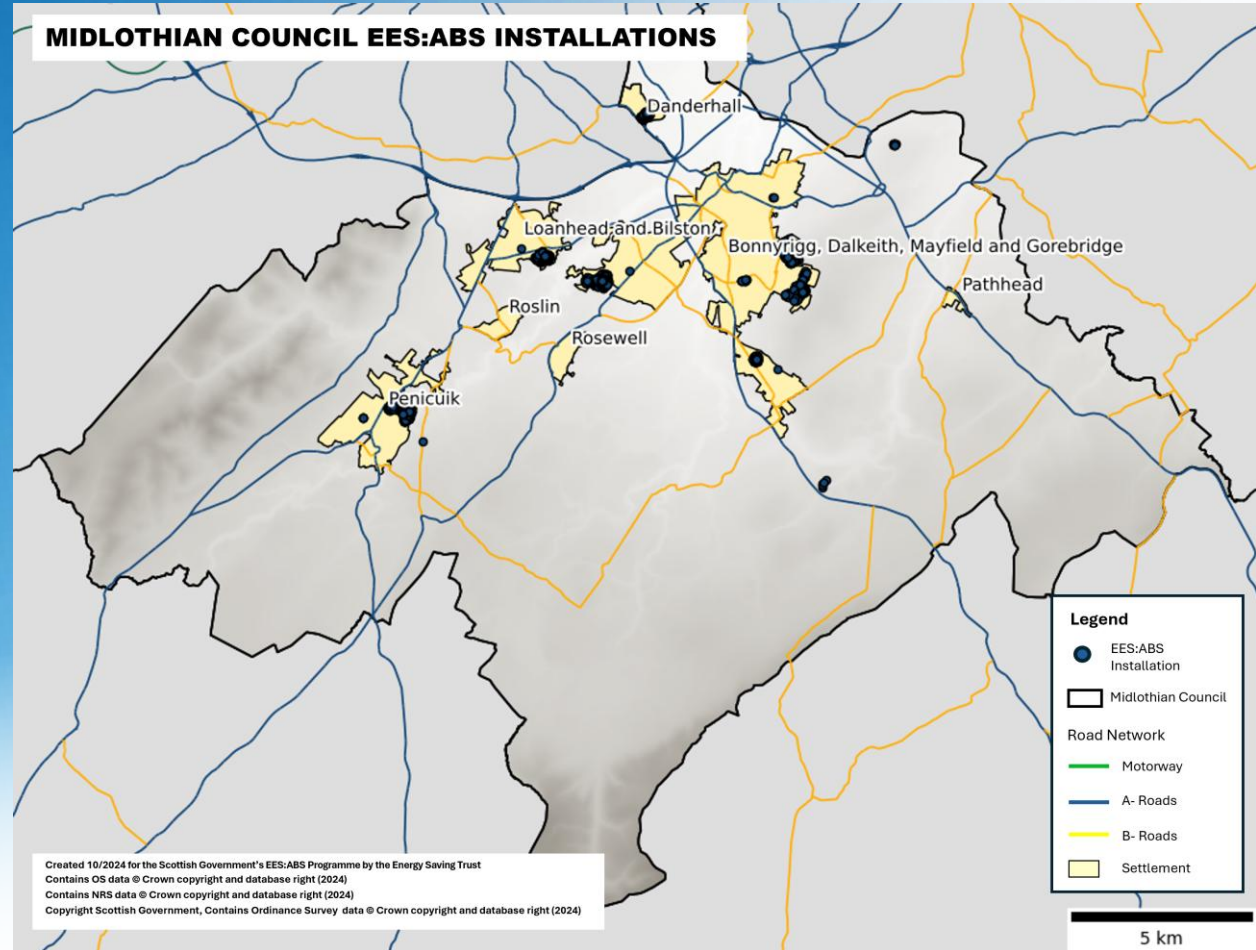 MIDLOTHIAN COUNCIL EES:ABS INSTALLATIONS
Danderhall
Loanhead and Bilston
Bonnyrigg, Dalkeith, Mayfield and Gorebridge
Pathhead
Roslin
Rosewell
Penicuik
Legend
EES:ABS
Installation
Midlothian Council
Road Network
Motorway
A- Roads
B- Roads
Settlement
Created 10/2024 for the Scottish Government's EES:ABS Programme by the Energy Saving Trust
Contains OS data © Crown copyright and database right (2024)
Contains NRS data © Crown copyright and database right (2024)
Copyright Scottish Government, Contains Ordinance Survey data © Crown copyright and database right (2024)
5 km